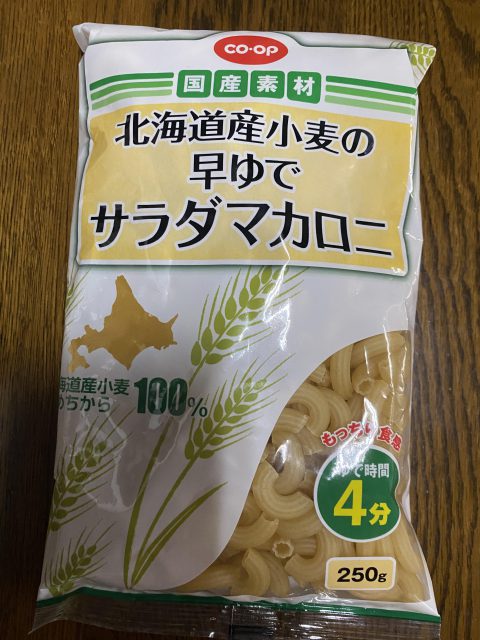 CO·OP
国産素材
北海道産小麦の
早ゆで
サラダマカロニ
海道産小麦
めちから 100%
もっちり食感
ゆで時間
4分
250g